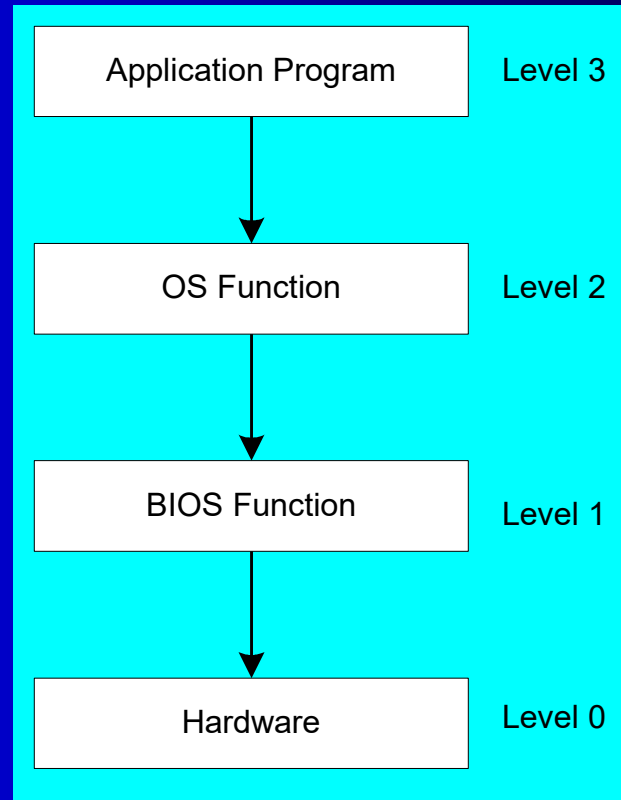 Application Program Level 3
OS Function Level 2
BIOS Function Level 1
Hardware Level 0